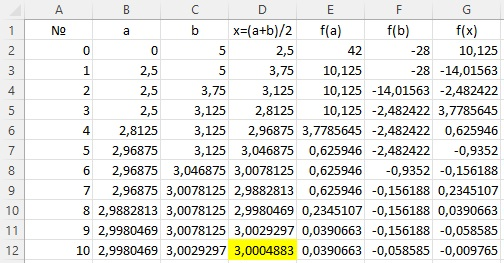 A B C D E F G
1 № a b x=(a+b)/2 f(a) f(b) f(x)
2 0 0 5 2,5 42 -28 10,125
3 1 2,5 5 3,75 10,125 -28 -14,01563
4 2 2,5 3,75 3,125 10,125 -14,01563 -2,482422
5 3 2,5 3,125 2,8125 10,125 -2,482422 3,7785645
6 4 2,8125 3,125 2,96875 3,7785645 -2,482422 0,625946
7 5 2,96875 3,125 3,046875 0,625946 -2,482422 -0,9352
8 6 2,96875 3,046875 3,0078125 0,625946 -0,9352 -0,156188
9 7 2,96875 3,0078125 2,9882813 0,625946 -0,156188 0,2345107
10 8 2,9882813 3,0078125 2,9980469 0,2345107 -0,156188 0,0390663
11 9 2,9980469 3,0078125 3,0029297 0,0390663 -0,156188 -0,058585
12 10 2,9980469 3,0029297 3,0004883 0,0390663 -0,058585 -0,009765